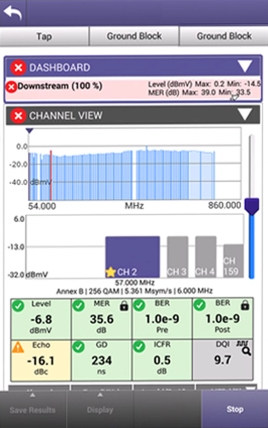 Tap Ground Block Ground Block
DASHBOARD
Downstream (100 %) Level (dBmV) Max: 0.2 Min: -14.5
MER (dB) Max: 39.0 Min: 33.5
CHANNEL VIEW
0.0
-20.0
-40.0
dBmV
54.000 MHz 860.000
6.0
-13.0
-32.0
dBmV
CH 2 CH 3 CH 4 CH 159
57.000 MHz
Annex B | 256 QAM | 5.361 Msym/s | 6.000 MHz
Level MER BER BER
-6.8 35.6 1.0e-9 1.0e-9
dBmV dB Pre Post
Echo GD ICFR DQI
-16.1 234 0.5 9.7
dBc ns dB
Save Results Display Stop